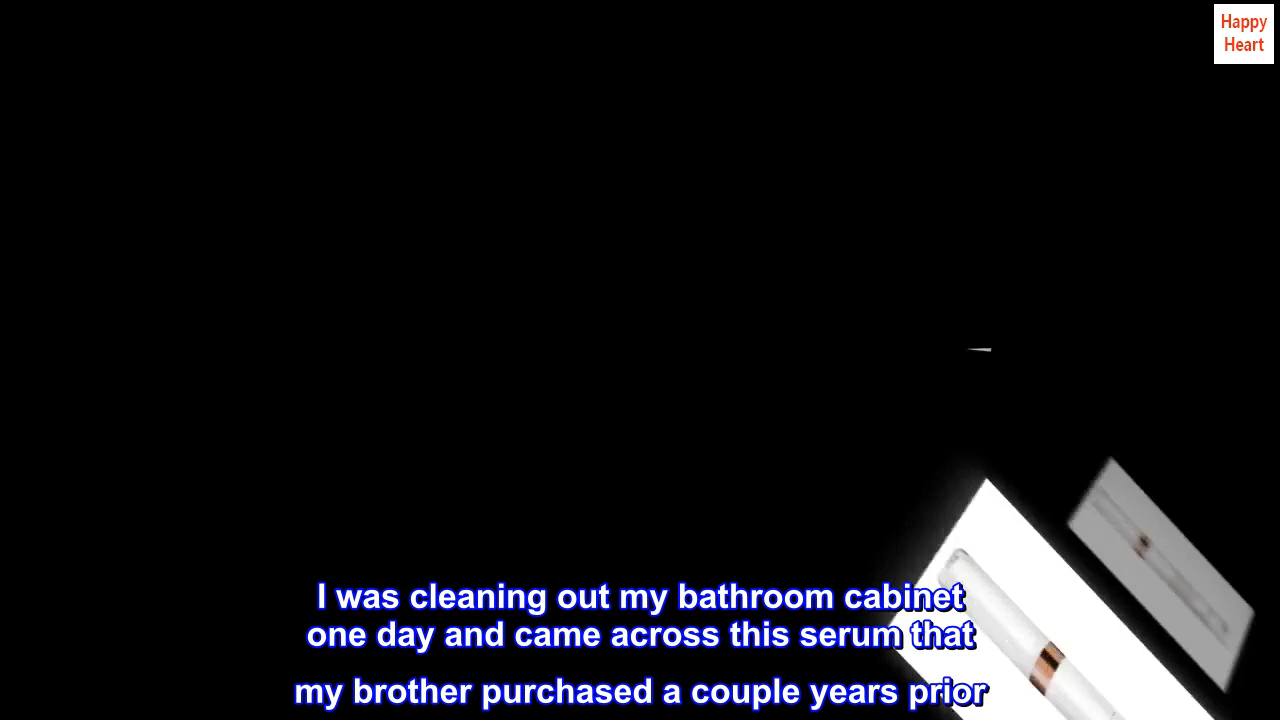 Happy
Heart
I was cleaning out my bathroom cabinet
one day and came across this serum that
my brother purchased a couple years prior